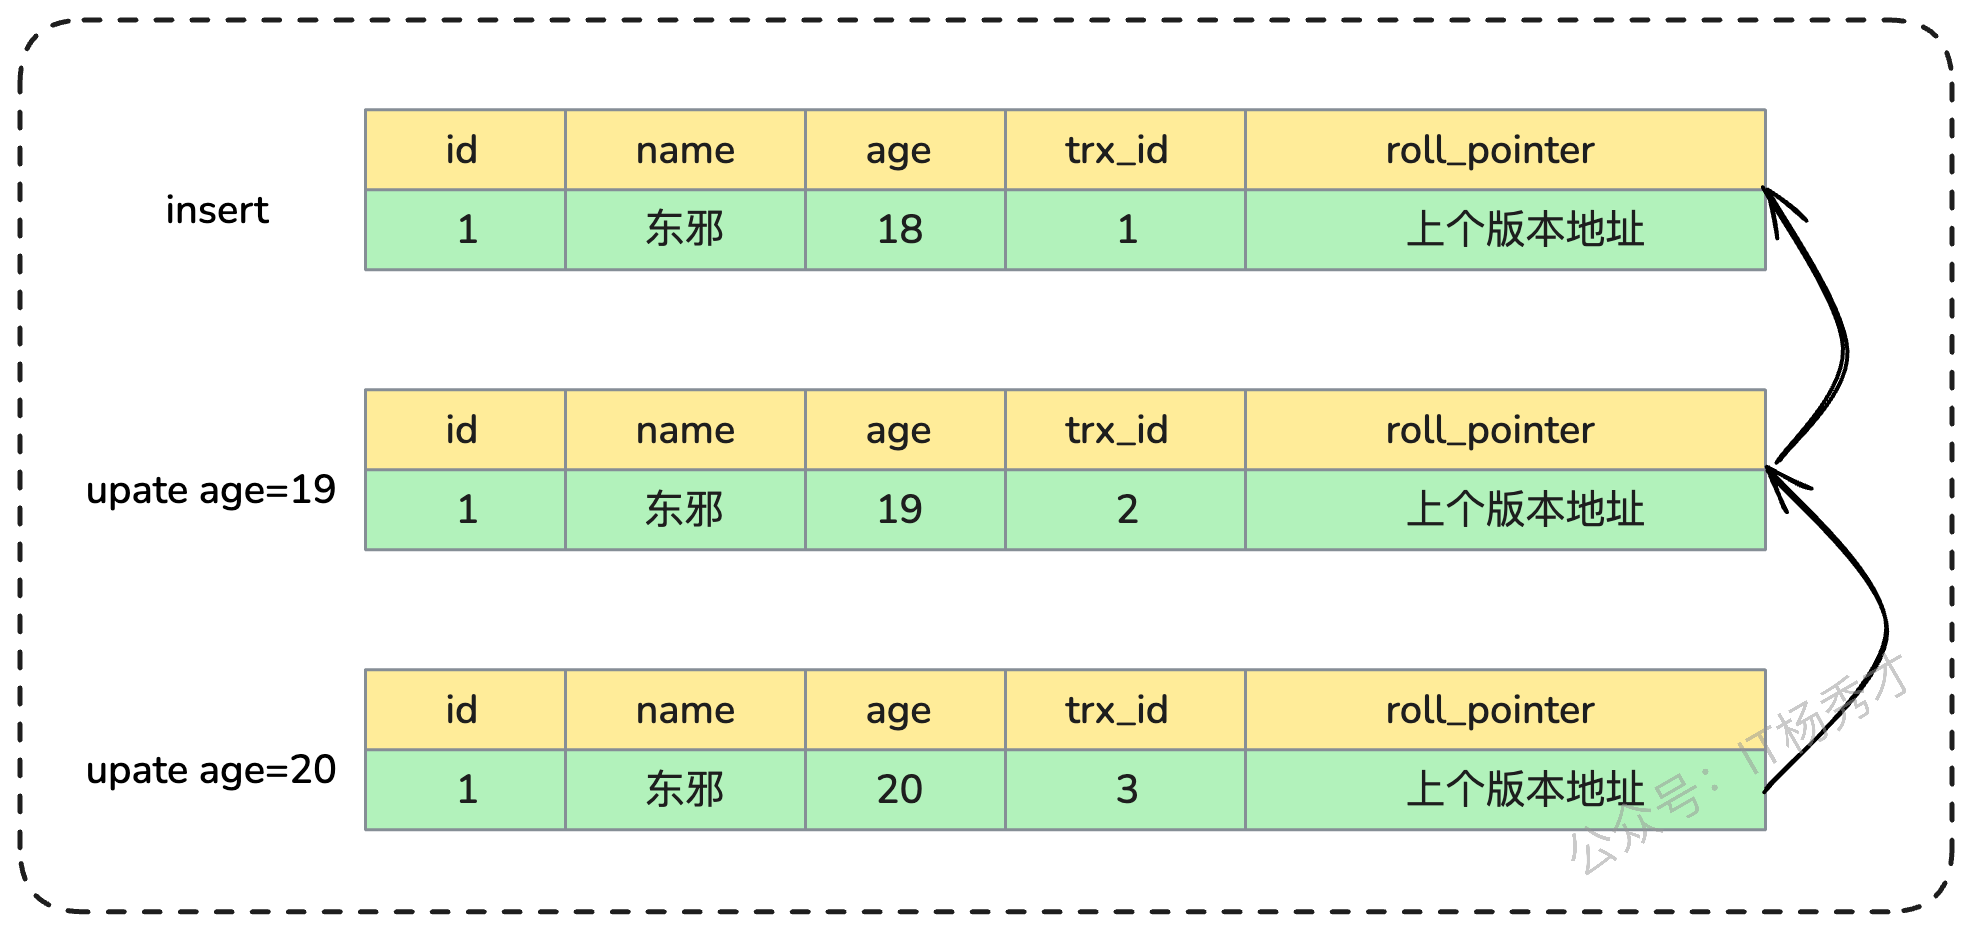 id name age trx_id roll_pointer
insert
1 东邪 18 1 上个版本地址
id name age trx_id roll_pointer
upate age=19
1 东邪 19 2 上个版本地址
id name age trx_id roll_pointer
upate age=20
1 东邪 20 3 上个版本地址
公众号：IT杨秀才